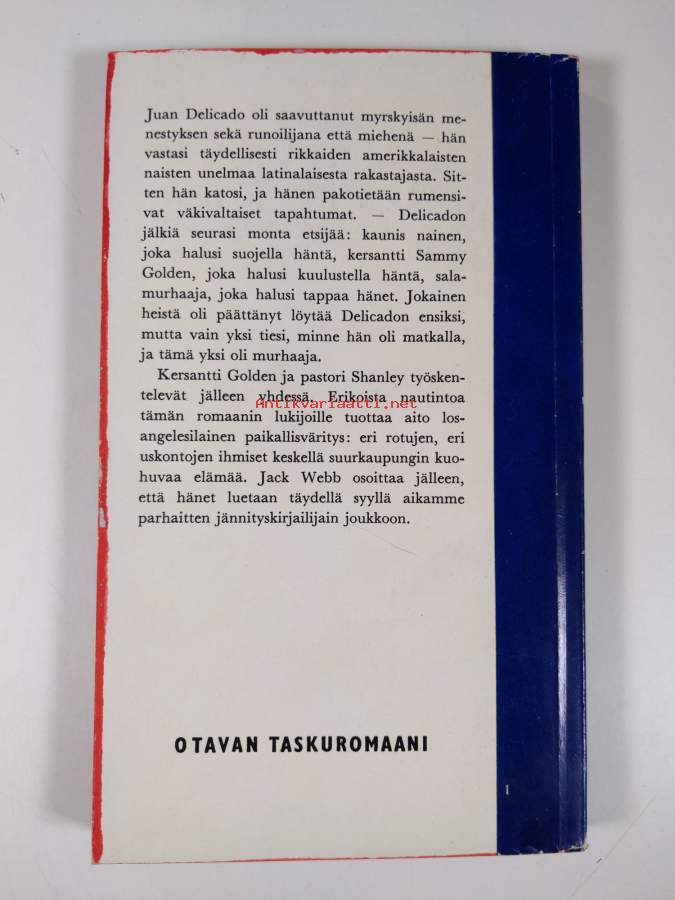 Juan Delicado oli saavuttanut myrskyisän me-
nestyksen sekä runoilijana että miehenä — hän
vastasi täydellisesti rikkaiden amerikkalaisten
naisten unelmaa latinalaisesta rakastajasta. Sit-
ten hän katosi, ja hänen pakotietään rumensi-
vat väkivaltaiset tapahtumat. — Delicadon
jälkiä seurasi monta etsijää: kaunis nainen,
joka halusi suojella häntä, kersantti Sammy
Golden, joka halusi kuulustella häntä, sala-
murhaaja, joka halusi tappaa hänet. Jokainen
heistä oli päättänyt löytää Delicadon ensiksi,
mutta vain yksi tiesi, minne hän oli matkalla,
ja tämä yksi oli murhaaja.
Kersantti Golden ja pastori Shanley työsken-
televät jälleen yhdessä. Erikoista nautintoa
Antikvariaatti.net
tämän romaanin lukijoille tuottaa aito los-
angelesilainen paikallisväritys: eri rotujen, eri
uskontojen ihmiset keskellä suurkaupungin kuo-
huvaa elämää. Jack Webb osoittaa jälleen,
että hänet luetaan täydellä syyllä aikamme
parhaitten jännityskirjailijain joukkoon.
OTAVAN TASKUROMAANI
1